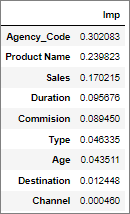 Imp
Agency_Code 0.302083
Product Name 0.239823
Sales 0.170215
Duration 0.095676
Commision 0.089450
Type 0.046335
Age 0.043511
Destination 0.012448
Channel 0.000460